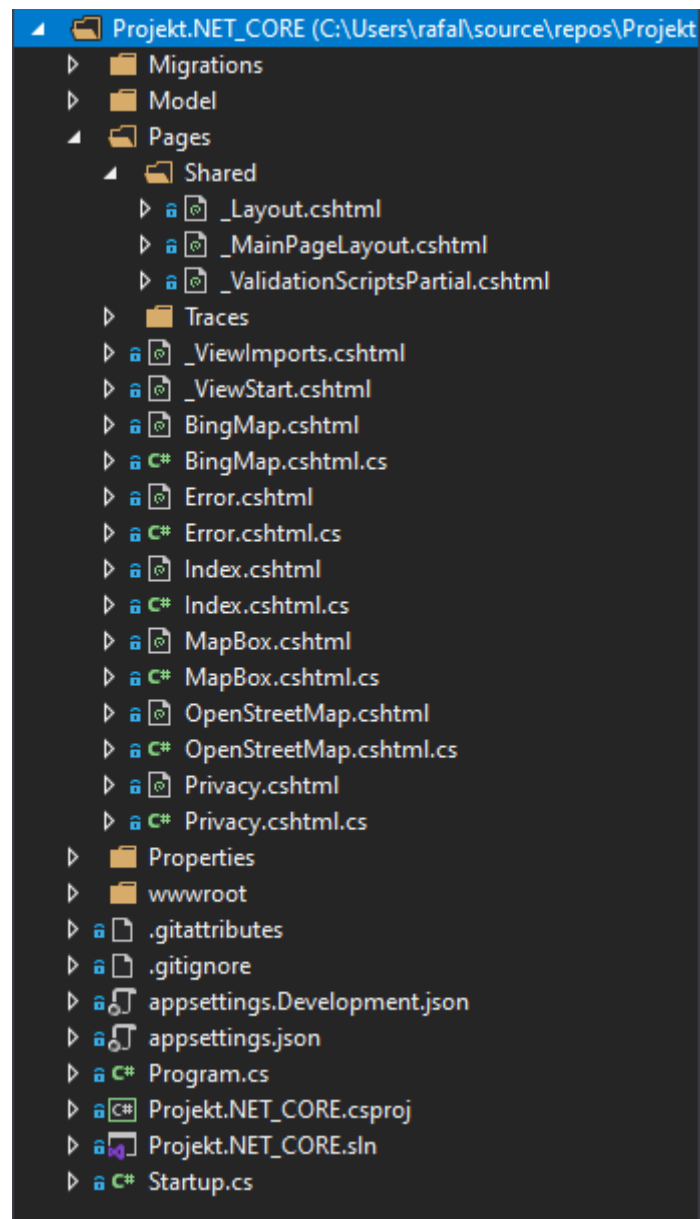 Projekt.NET_CORE (C:\Users\rafal\source\repos\Projekt
Migrations
Model
Pages
Shared
_Layout.cshtml
_MainPageLayout.cshtml
_ValidationScriptsPartial.cshtml
Traces
_ViewImports.cshtml
_ViewStart.cshtml
BingMap.cshtml
C# BingMap.cshtml.cs
Error.cshtml
C# Error.cshtml.cs
Index.cshtml
C# Index.cshtml.cs
MapBox.cshtml
C# MapBox.cshtml.cs
OpenStreetMap.cshtml
C# OpenStreetMap.cshtml.cs
Privacy.cshtml
C# Privacy.cshtml.cs
Properties
wwwroot
.gitattributes
.gitignore
appsettings.Development.json
appsettings.json
C# Program.cs
C# Projekt.NET_CORE.csproj
Projekt.NET_CORE.sln
C# Startup.cs